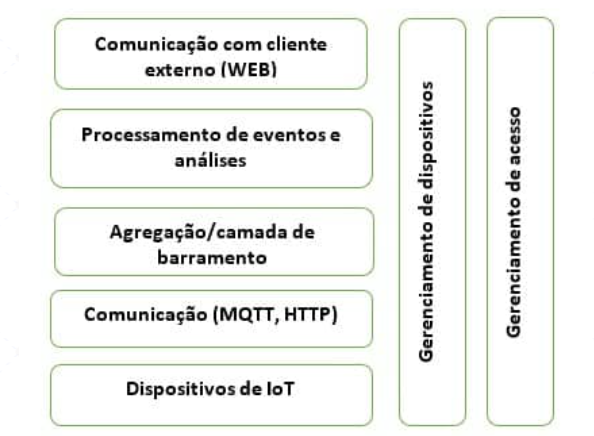 Comunicação com cliente
externo (WEB)
Processamento de eventos e
análises
Agregação/camada de
barramento
Comunicação (MQTT, HTTP)
Dispositivos de IoT
Gerenciamento de dispositivos
Gerenciamento de acesso